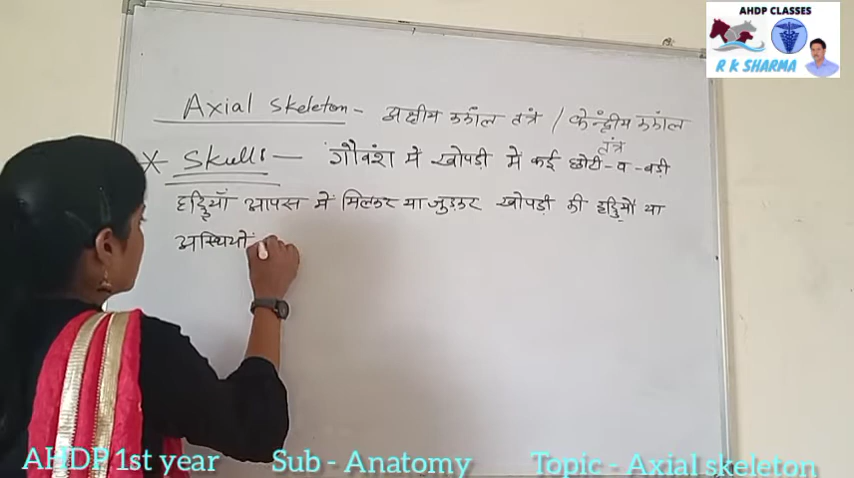 AHDP CLASSES
R K SHARMA
Axial skeleton - अक्षीय कंकाल तंत्र / केन्द्रीय कंकाल तंत्र
* Skull :- गौवंश में खोपड़ी में कई छोटी-व-बड़ी
हड्डियाँ आपस में मिलकर या जुड़कर खोपड़ी की हड्डियों या
अस्थियों
AHDP 1st year Sub - Anatomy Topic - Axial skeleton